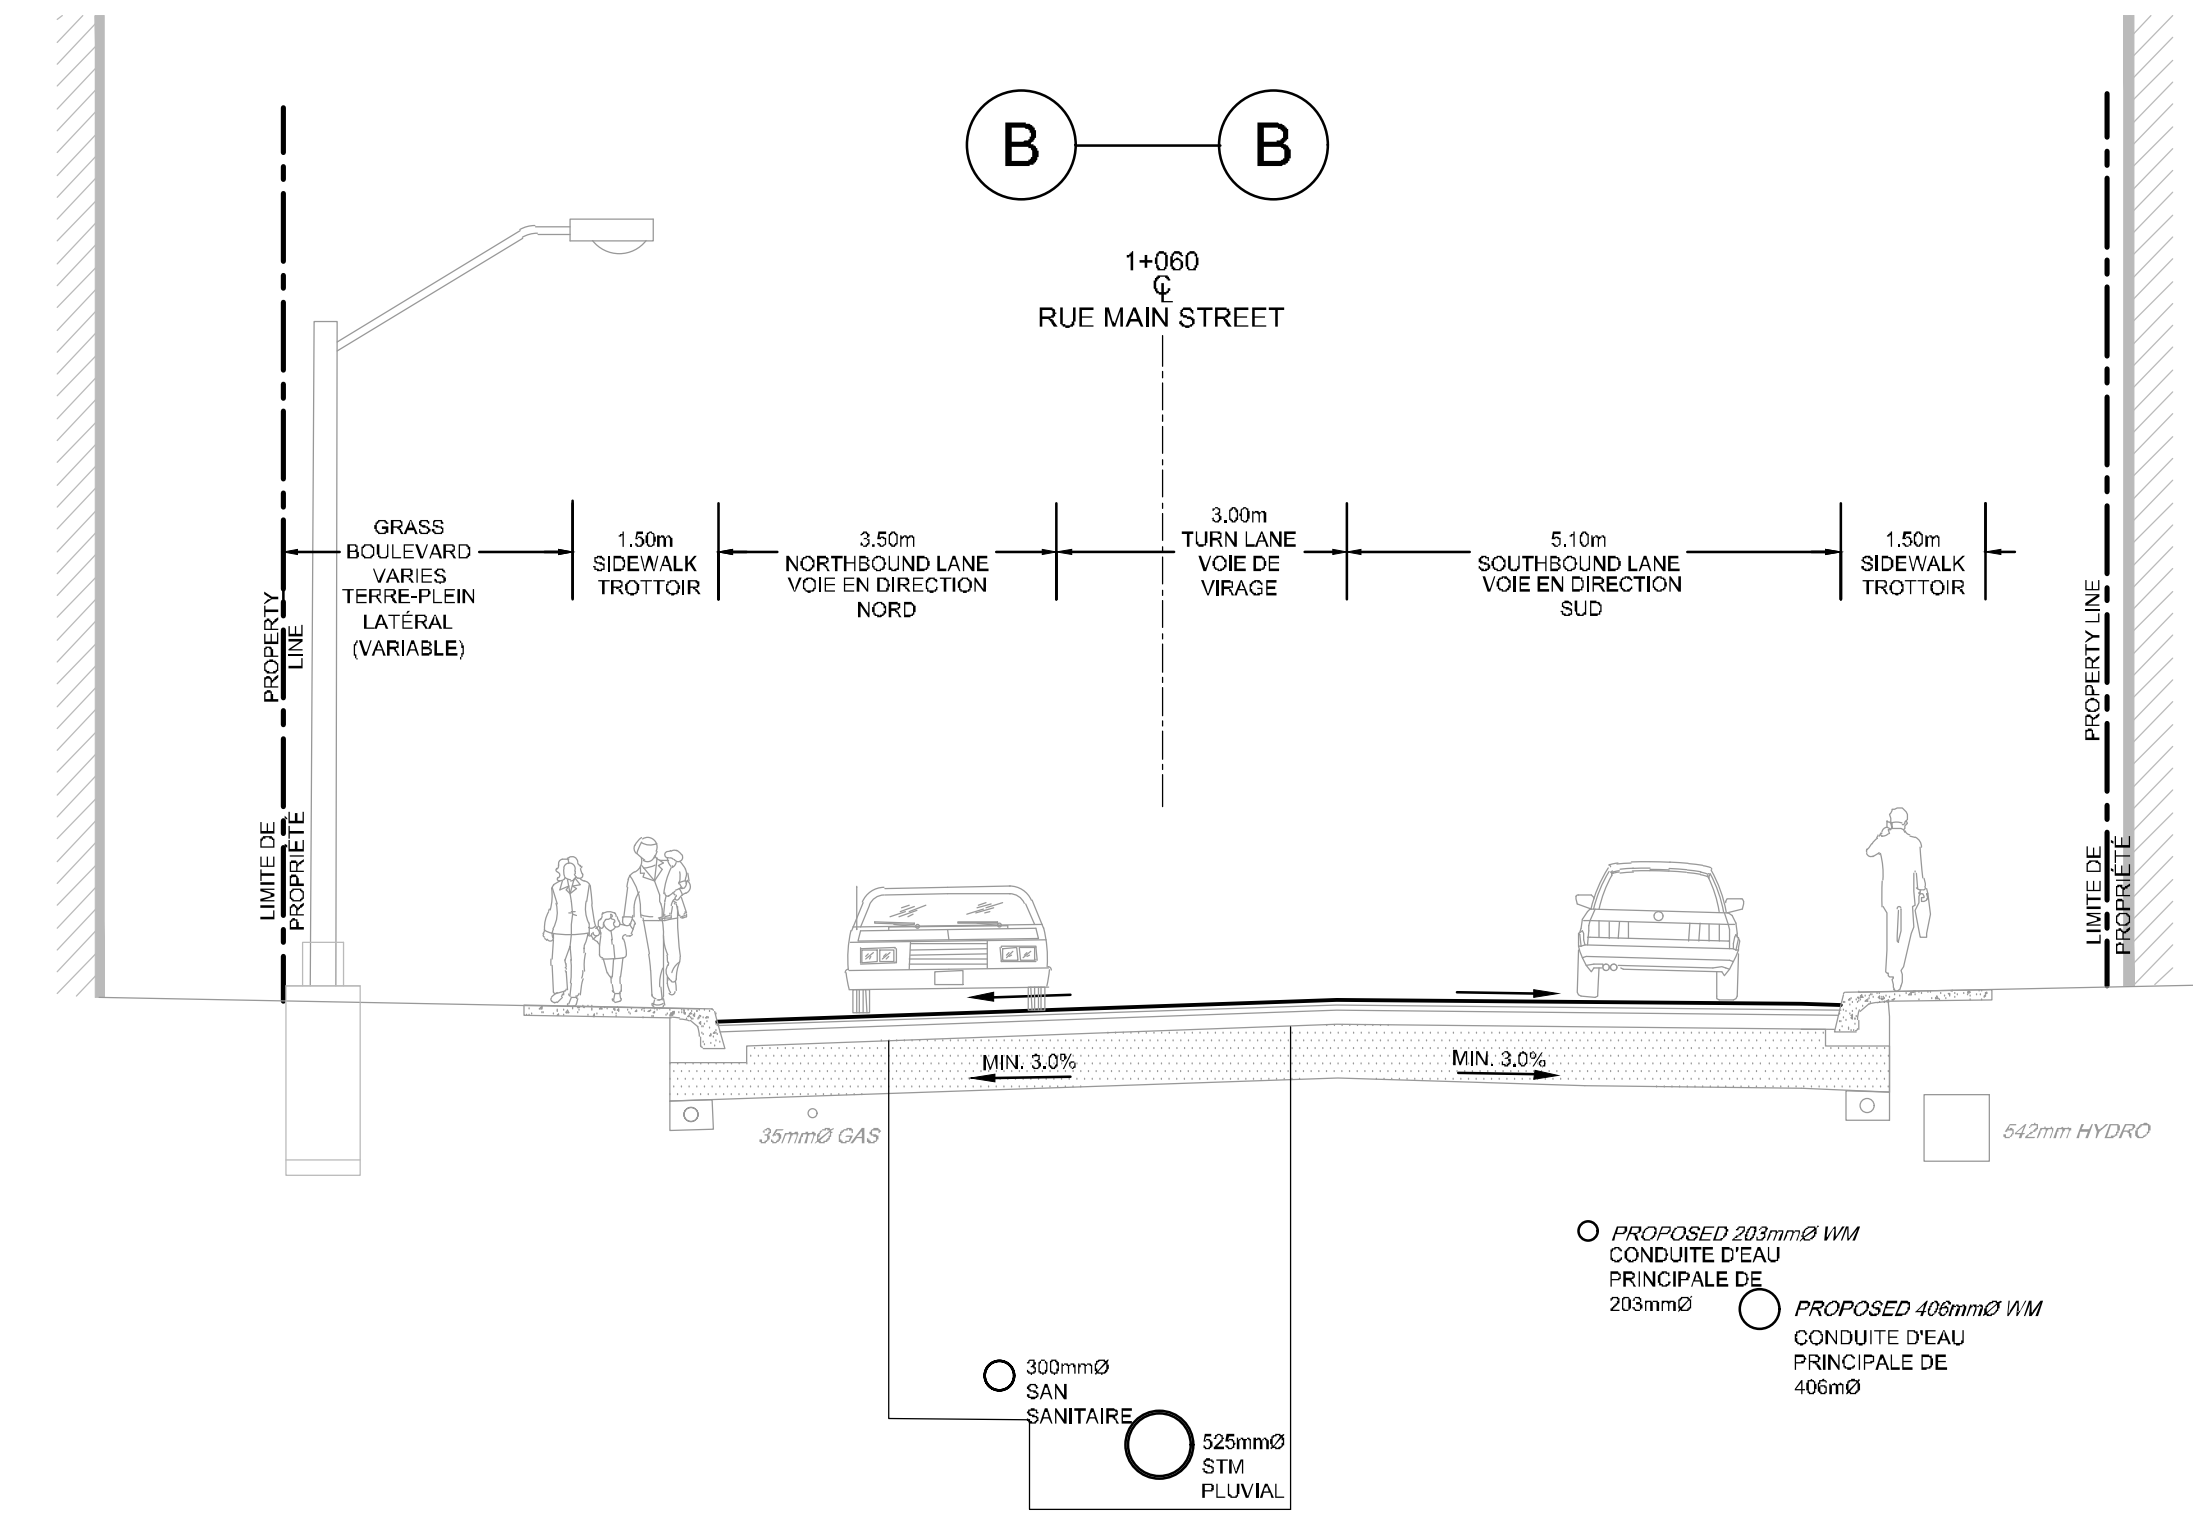 B B
1+060
℄
RUE MAIN STREET
GRASS
BOULEVARD
VARIES
TERRE-PLEIN
LATÉRAL
(VARIABLE)
1.50m
SIDEWALK
TROTTOIR
3.50m
NORTHBOUND LANE
VOIE EN DIRECTION
NORD
3.00m
TURN LANE
VOIE DE
VIRAGE
5.10m
SOUTHBOUND LANE
VOIE EN DIRECTION
SUD
1.50m
SIDEWALK
TROTTOIR
PROPERTY
LINE
LIMITE DE
PROPRIÉTÉ
PROPERTY LINE
LIMITE DE
PROPRIÉTÉ
MIN. 3.0%
MIN. 3.0%
35mmØ GAS
542mm HYDRO
PROPOSED 203mmØ WM
CONDUITE D'EAU
PRINCIPALE DE
203mmØ
PROPOSED 406mmØ WM
CONDUITE D'EAU
PRINCIPALE DE
406mØ
300mmØ
SAN
SANITAIRE
525mmØ
STM
PLUVIAL